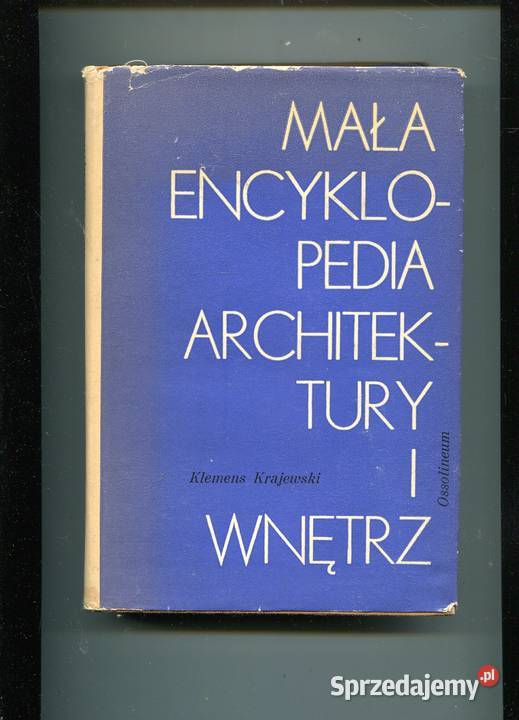 MAŁA
ENCYKLO-
PEDIA
ARCHITEK-
TURY
Klemens Krajewski
I
Ossolineum
WNĘTRZ
Sprzedajemy.pl